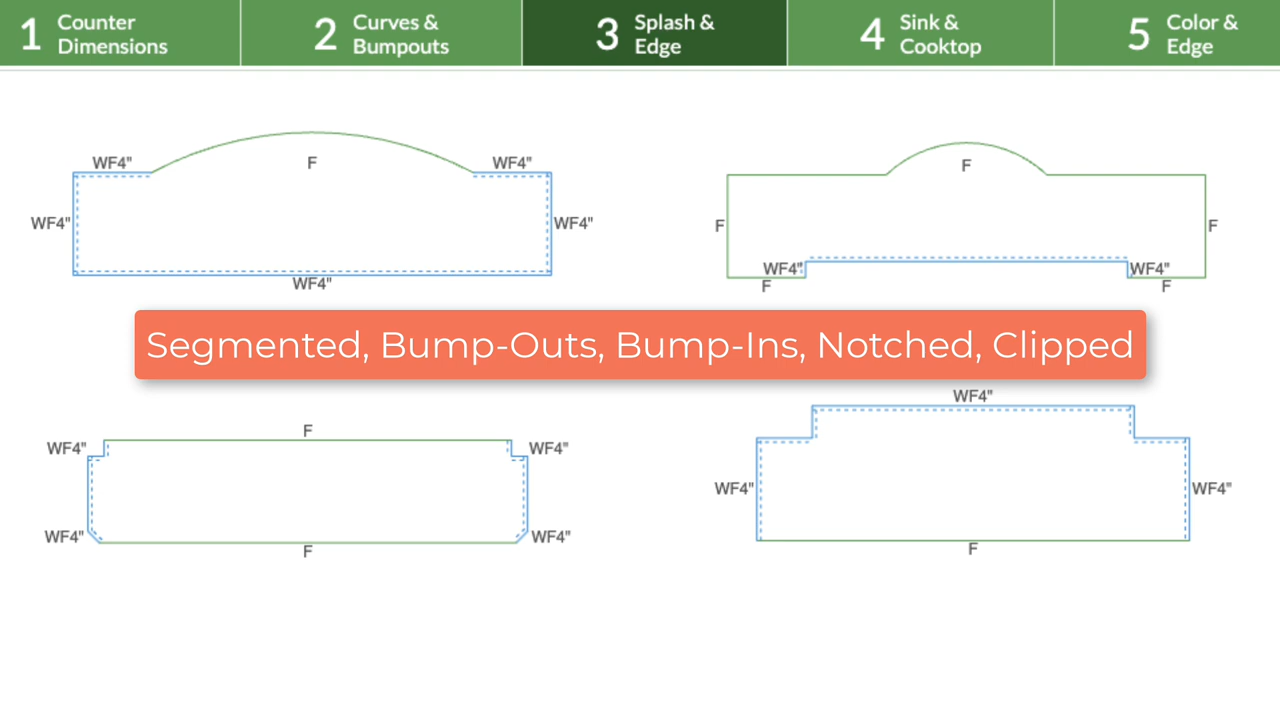 1 Counter Dimensions
2 Curves & Bumpouts
3 Splash & Edge
4 Sink & Cooktop
5 Color & Edge
WF4" F WF4"
WF4" WF4"
WF4"
F
F F
WF4" WF4"
F F
Segmented, Bump-Outs, Bump-Ins, Notched, Clipped
F
WF4" WF4"
WF4" WF4"
F
WF4"
WF4" WF4"
F